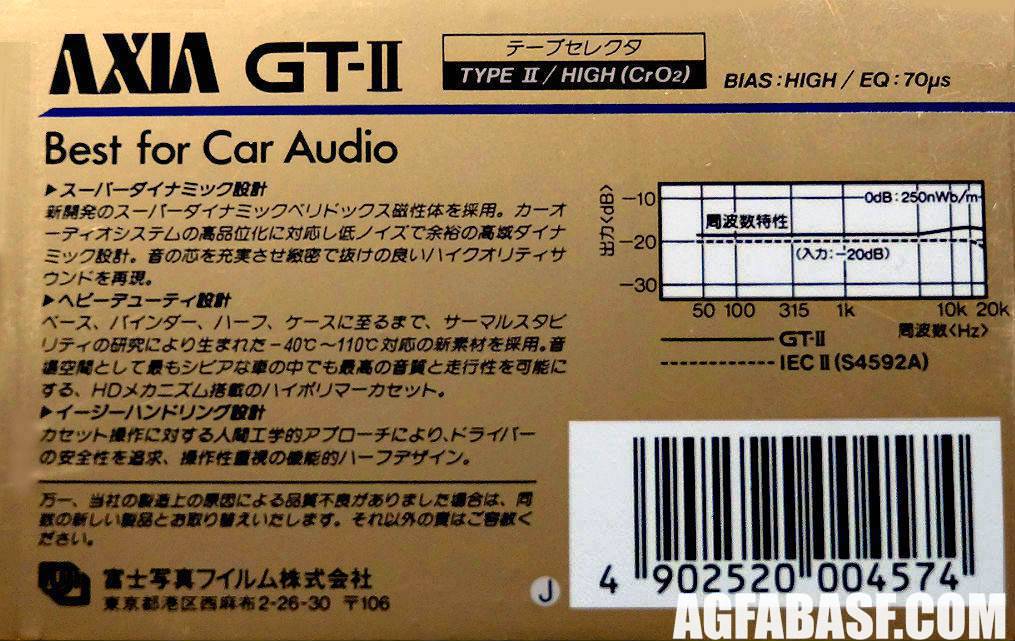 AXIA GT-II
テープセレクタ
TYPE II / HIGH (CrO2)
BIAS : HIGH / EQ : 70μs
Best for Car Audio
▶スーパーダイナミック設計
新開発のスーパーダイナミックベリドックス磁性体を採用。カーオ
ーディオシステムの高品位化に対応し低ノイズで余裕の高域ダイナ
ミック設計。音の芯を充実させ緻密で抜けの良いハイクオリティサ
ウンドを再現。
▶ヘビーデューティ設計
ベース、バインダー、ハーフ、ケースに至るまで、サーマルスタビ
リティの研究により生まれた−40℃〜110℃対応の新素材を採用。音
場空間として最もシビアな車の中でも最高の音質と走行性を可能に
する、HDメカニズム搭載のハイポリマーカセット。
▶イージーハンドリング設計
カセット操作に対する人間工学的アプローチにより、ドライバー
の安全性を追求、操作性重視の機能的ハーフデザイン。
万一、当社の製造上の原因による品質不良がありました場合は、同
数の新しい製品とお取り替えいたします。それ以外の責はご容赦く
ださい。
富士写真フイルム株式会社
東京都港区西麻布2-26-30 〒106
出力<dB>
−10
−20
−30
0dB : 250nWb/m
周波数特性
(入力:−20dB)
50 100 315 1k 10k 20k
周波数<Hz>
GT-II
IEC II (S4592A)
J
4 902520 004574
AGFABASF.COM